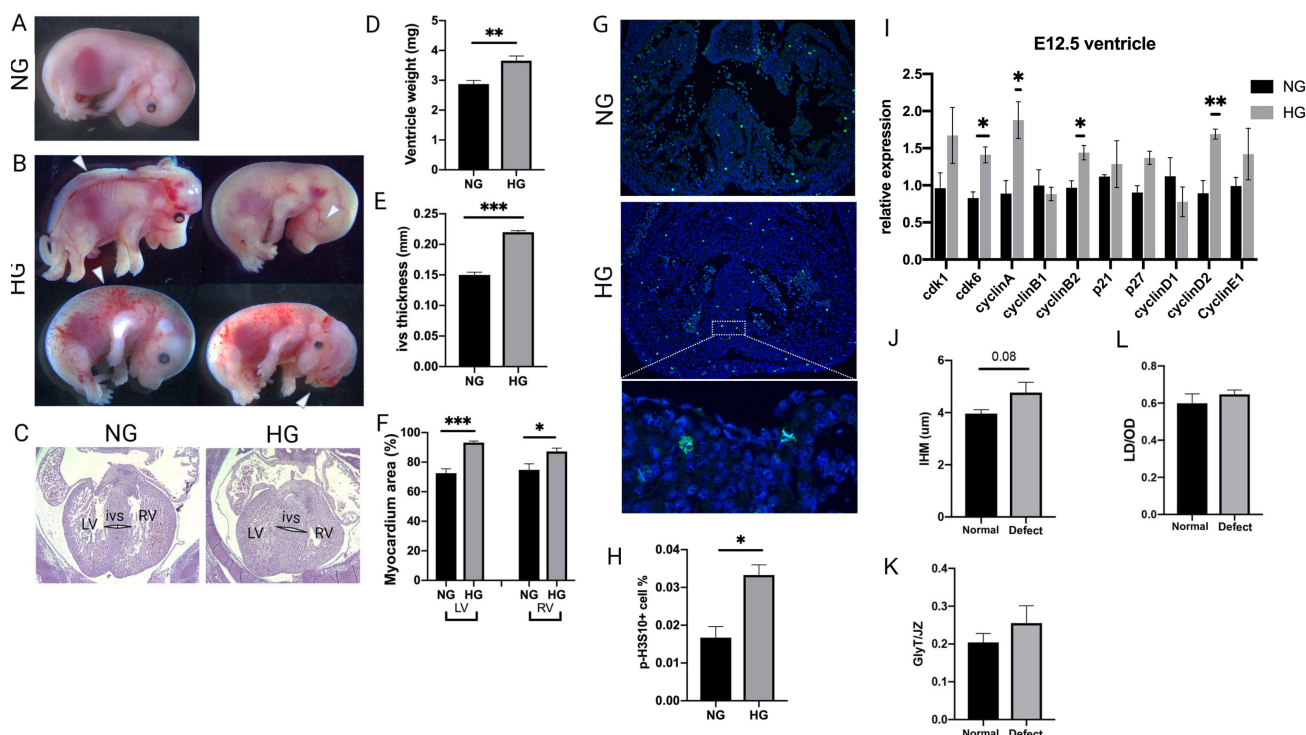 A
NG
B
HG
C
NG
HG
LV
ivs
RV
LV
ivs
RV
D
Ventricle weight (mg)
5
4
3
2
1
0
**
NG
HG
E
ivs thickness (mm)
0.25
0.20
0.15
0.10
0.05
0.00
***
NG
HG
F
Myocardium area (%)
100
80
60
40
20
0
***
*
NG HG
NG HG
LV
RV
G
NG
HG
H
p-H3S10+ cell %
0.04
0.03
0.02
0.01
0.00
*
NG
HG
I
E12.5 ventricle
relative expression
2.5
2.0
1.5
1.0
0.5
0.0
*
*
*
**
NG
HG
cdk1
cdk6
cyclinA
cyclinB1
cyclinB2
p21
p27
cyclinD1
cyclinD2
CyclinE1
J
IHM (um)
6
4
2
0
0.08
Normal Defect
L
LD/OD
0.8
0.6
0.4
0.2
0.0
Normal Defect
K
GlyT/JZ
0.4
0.3
0.2
0.1
0.0
Normal Defect